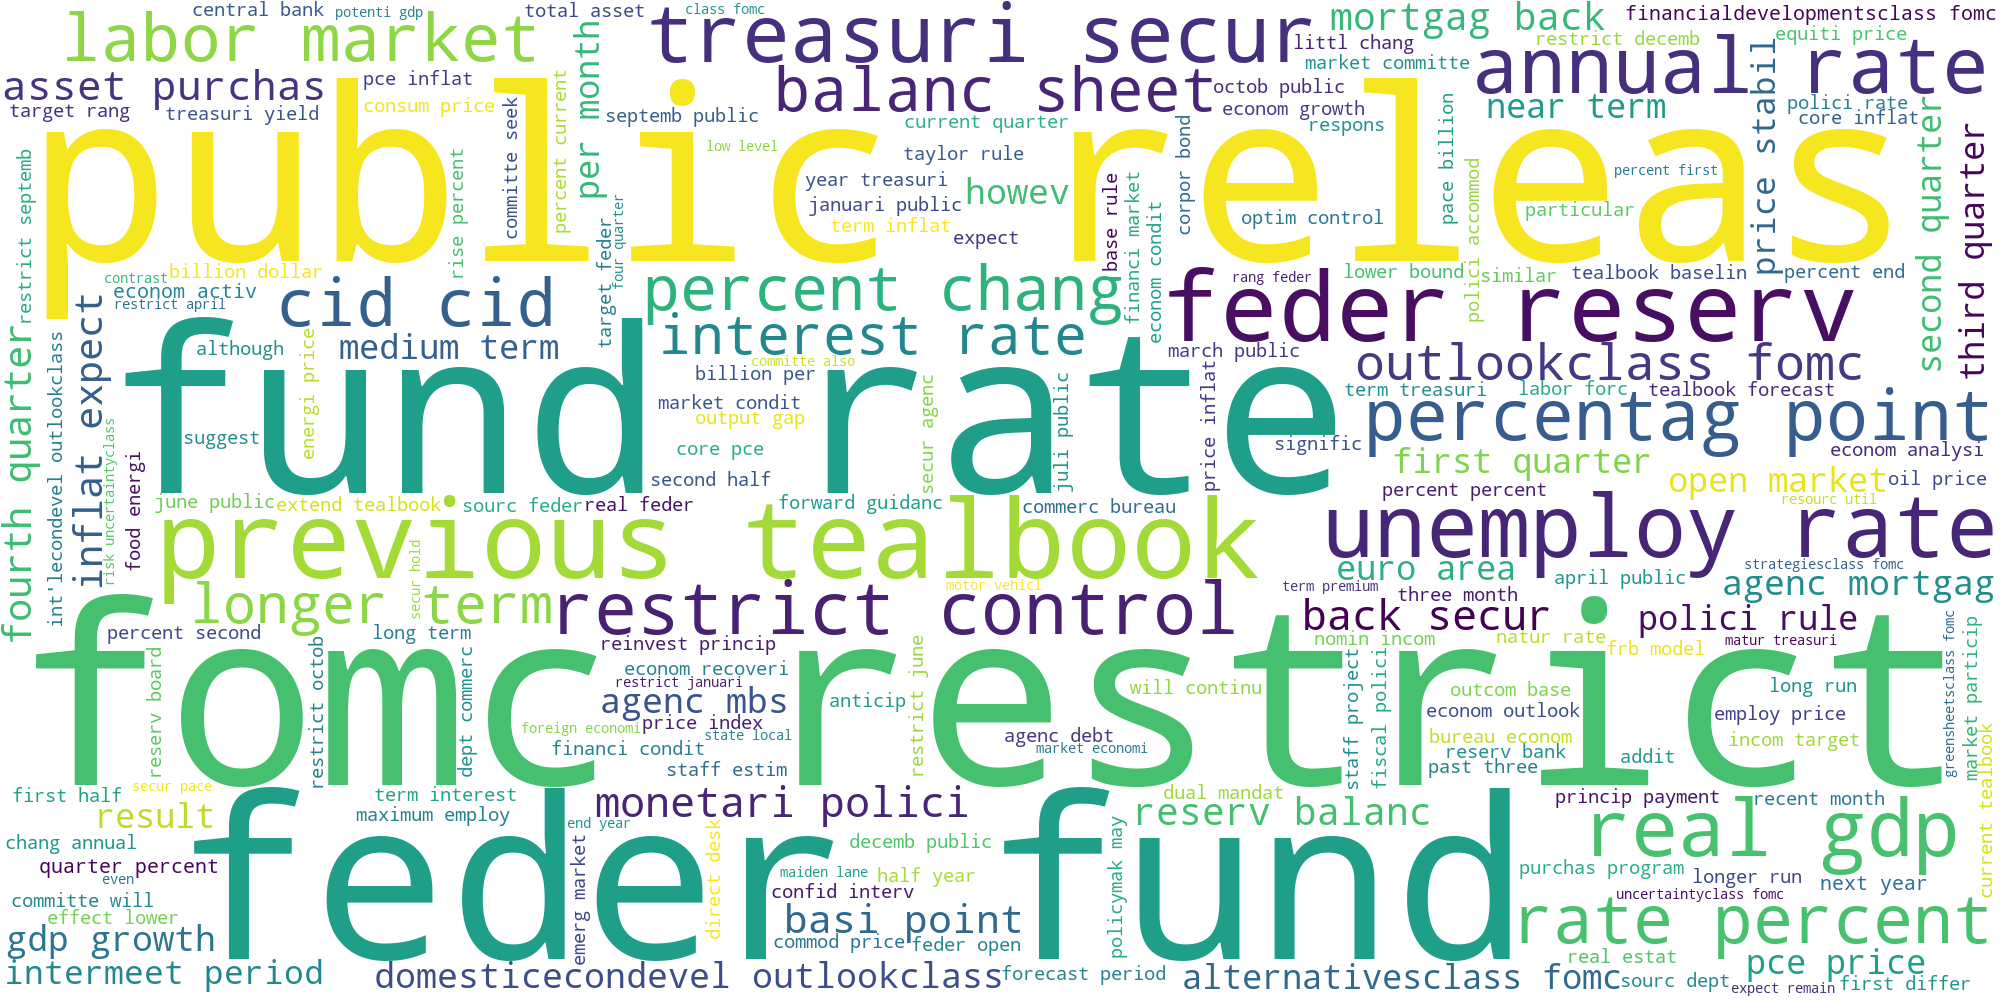 central bank
potenti gdp
total asset
class fomc
labor market
treasuri secur
mortgag back
financialdevelopmentsclass fomc
littl chang
restrict decemb
equiti price
market committe
annual rate
asset purchas
pce inflat
per month
balanc sheet
octob public
target rang
treasuri yield
consum price
septemb public
econom growth
near term
polici rate
core inflat
price stabil
public releas
committe seek
percent current
low level
current quarter
respons
taylor rule
year treasuri
januari public
term inflat
howev
expect
base rule
financi market
econom condit
corpor bond
optim control
pace billion
polici accommod
percent first
particular
second quarter
third quarter
restrict septemb
rise percent
target feder
four quarter
contrast
billion dollar
econom activ
restrict april
cid cid
percent chang
feder reserv
rang feder
lower bound
similar
tealbook baselin
percent end
fourth quarter
inflat expect
although
energi price
medium term
interest rate
committe also
billion per
market condit
output gap
core pce
second half
secur agenc
juli public
march public
price inflat
outlookclass fomc
term treasuri
labor forc
tealbook forecast
percentag point
int'lecondevel outlookclass
risk uncertaintyclass
food energi
suggest
fund rate
signific
first quarter
econom analysi
open market
oil price
percent percent
resourc util
june public
extend tealbook
sourc feder
real feder
forward guidanc
commerc bureau
previous tealbook
unemploy rate
secur hold
motor vehicl
euro area
april public
strategiesclass fomc
agenc mortgag
term premium
three month
longer term
restrict control
back secur
polici rule
percent second
long term
reinvest princip
nomin incom
natur rate
frb model
matur treasuri
fomc restrict
reserv board
restrict octob
dept commerc
econom recoveri
restrict januari
agenc mbs
price index
foreign economi
state local
financi condit
staff estim
anticip
restrict june
will continu
agenc debt
market economi
staff project
fiscal polici
outcom base
econom outlook
bureau econom
reserv bank
past three
addit
long run
employ price
incom target
greensheetsclass fomc
market particip
first half
secur pace
result
term interest
maximum employ
monetari polici
end year
dual mandat
reserv balanc
princip payment
recent month
real gdp
chang annual
quarter percent
even
committe will
effect lower
feder fund
emerg market
direct desk
decemb public
maiden lane
half year
confid interv
basi point
commod price
feder open
policymak may
purchas program
longer run
next year
uncertaintyclass fomc
current tealbook
rate percent
gdp growth
intermeet period
domesticecondevel outlookclass
forecast period
alternativesclass fomc
real estat
sourc dept
pce price
expect remain
first differ